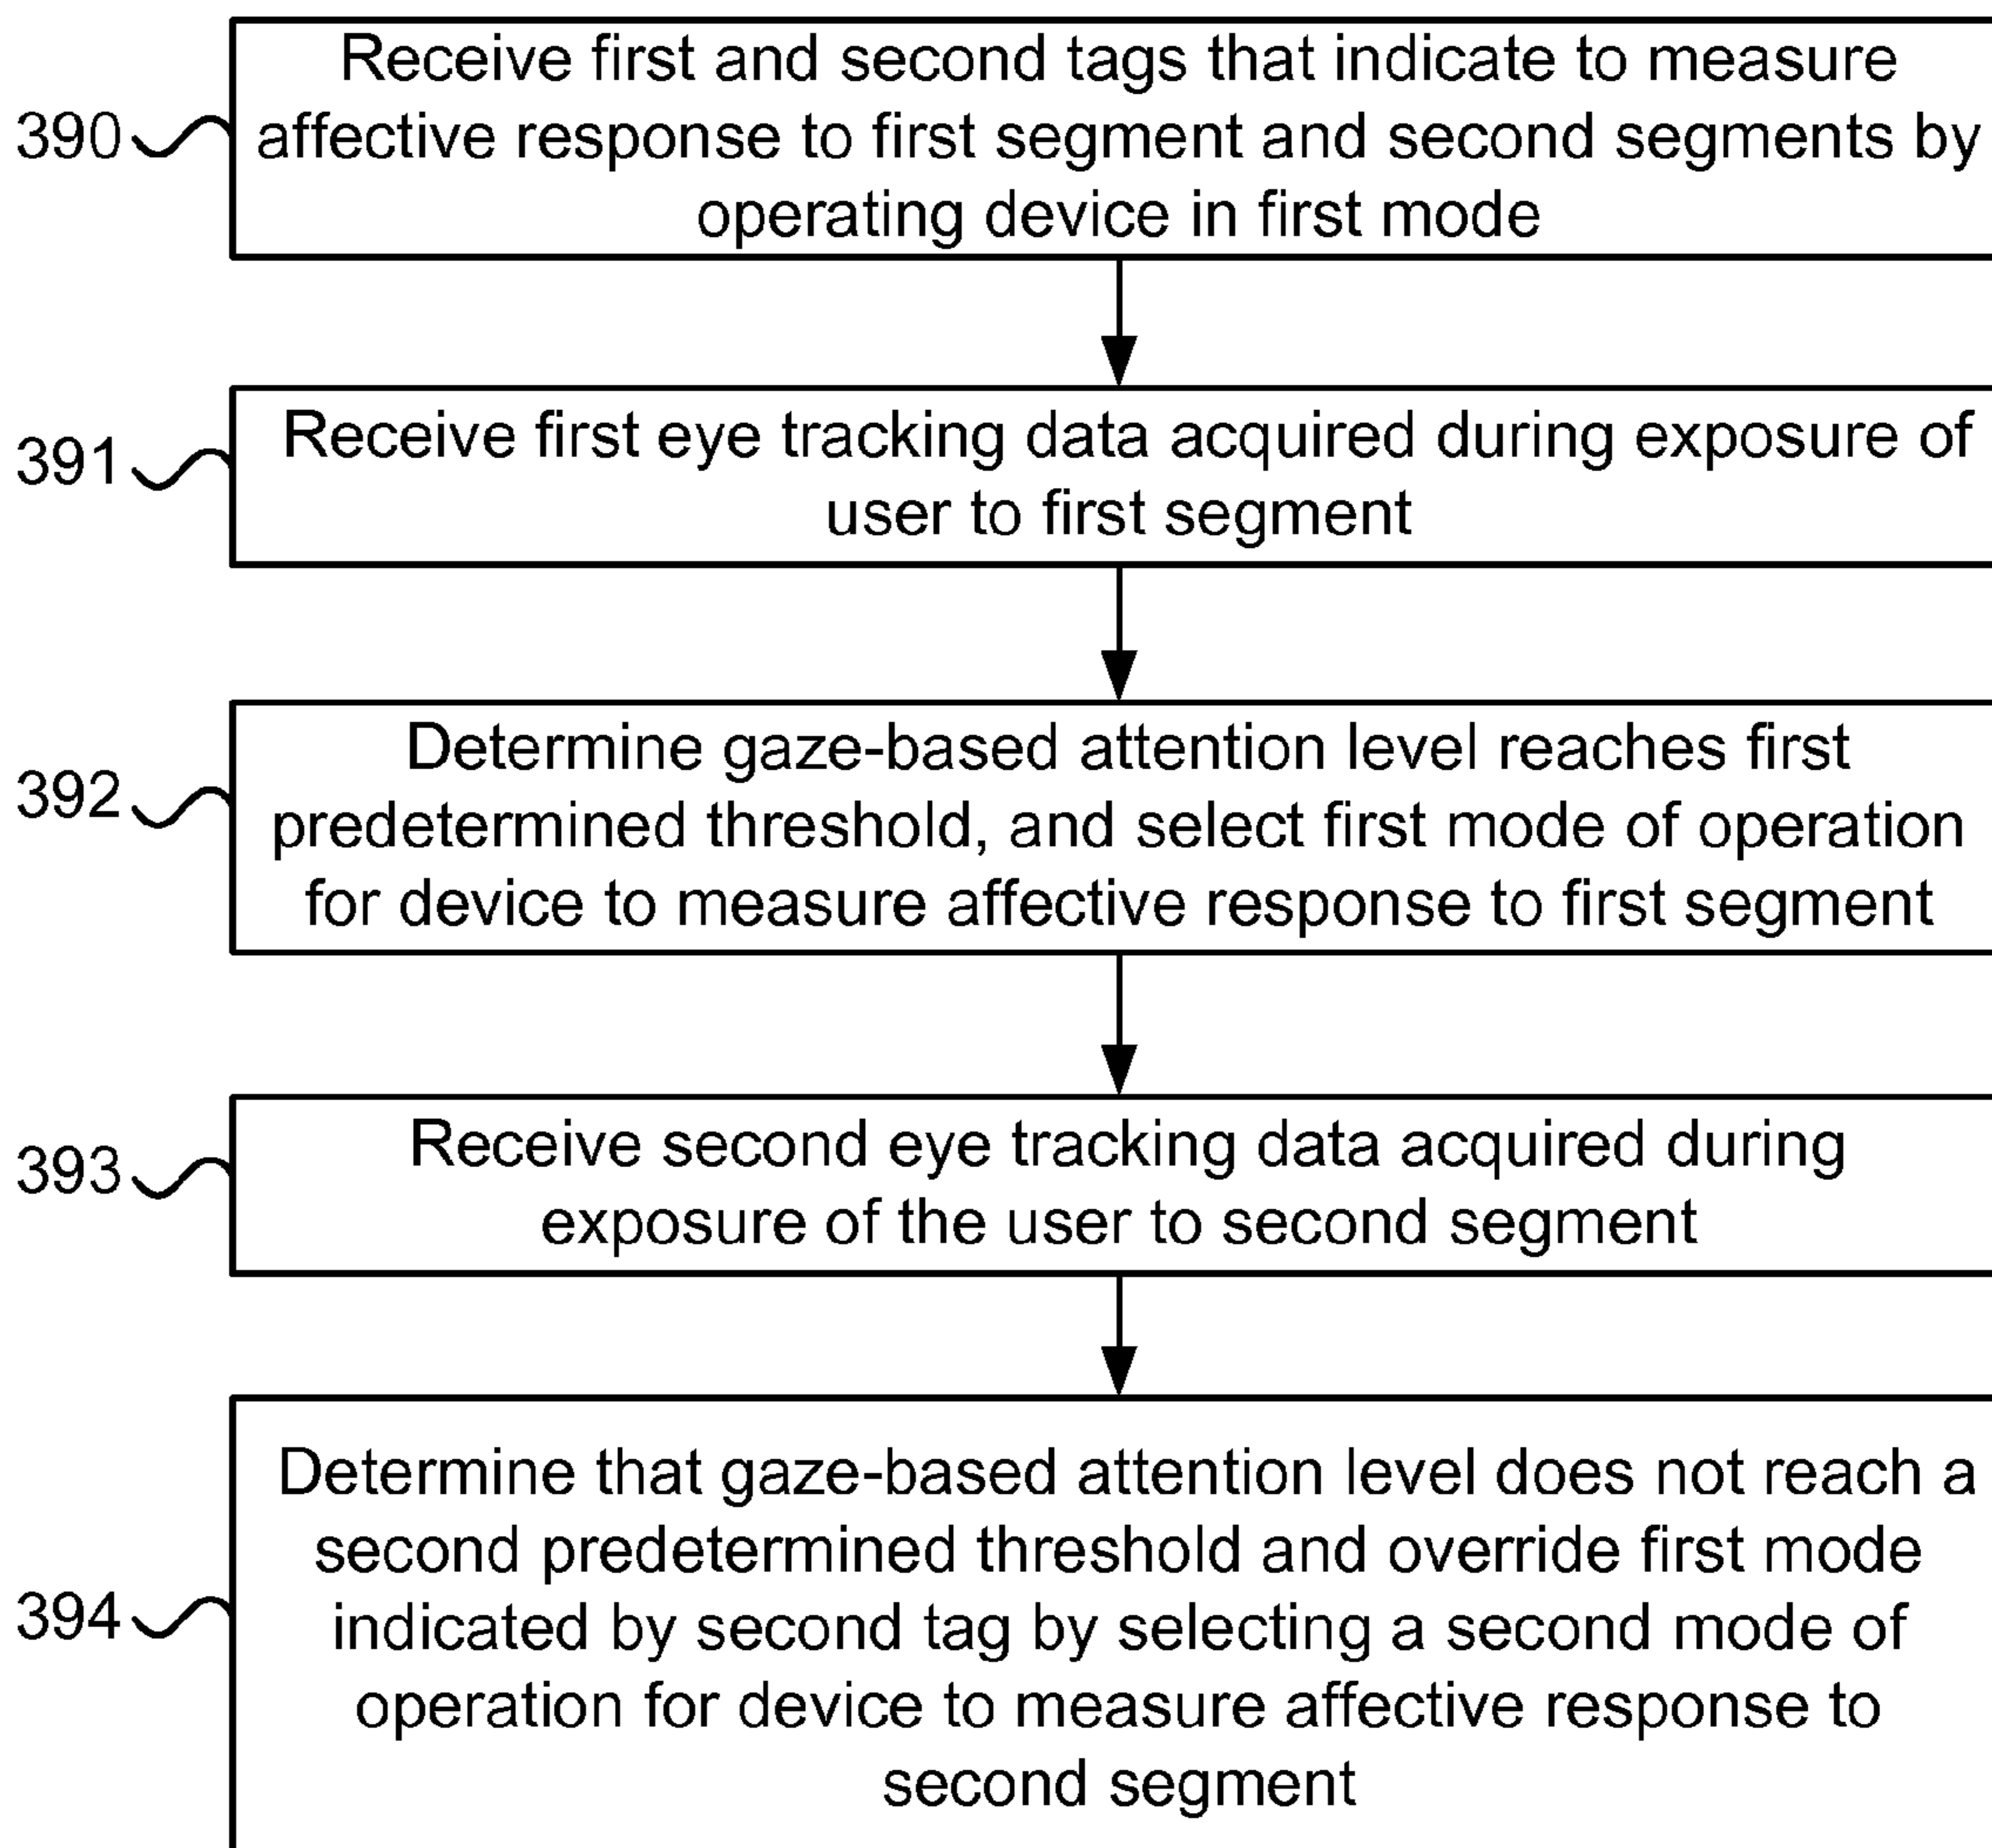 390
Receive first and second tags that indicate to measure
affective response to first segment and second segments by
operating device in first mode
391
Receive first eye tracking data acquired during exposure of
user to first segment
392
Determine gaze-based attention level reaches first
predetermined threshold, and select first mode of operation
for device to measure affective response to first segment
393
Receive second eye tracking data acquired during
exposure of the user to second segment
394
Determine that gaze-based attention level does not reach a
second predetermined threshold and override first mode
indicated by second tag by selecting a second mode of
operation for device to measure affective response to
second segment